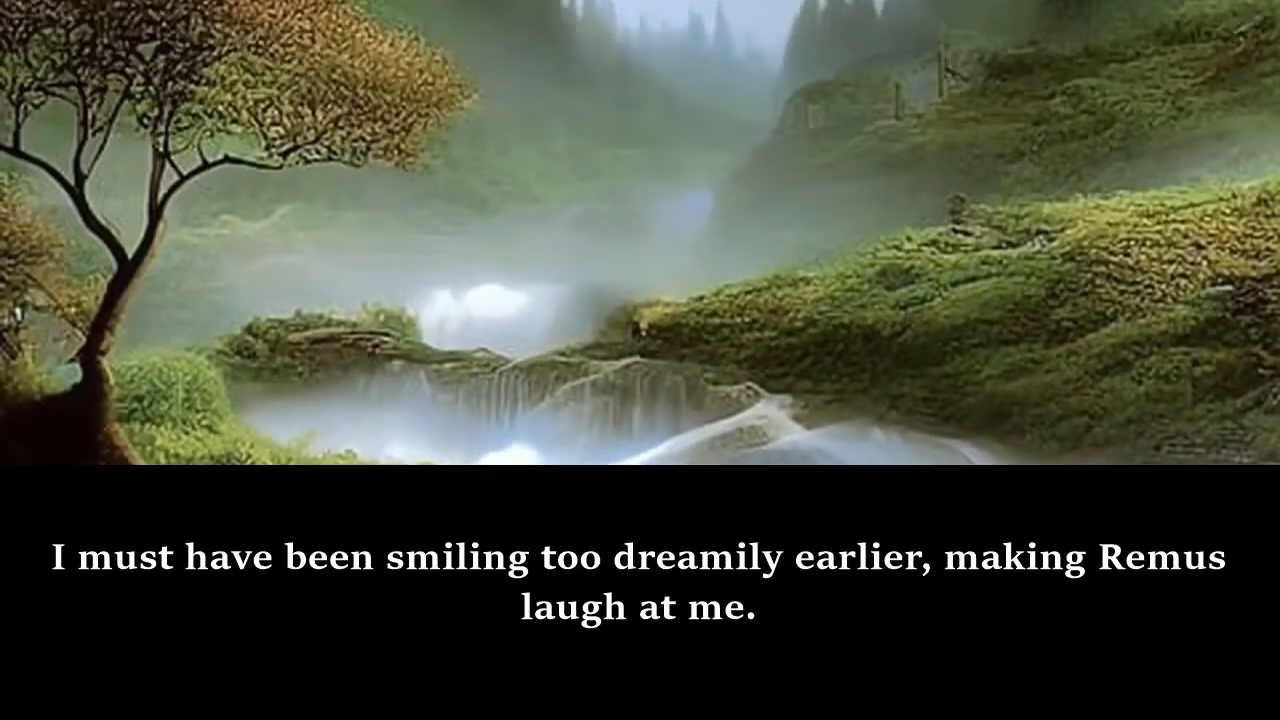 I must have been smiling too dreamily earlier, making Remus
laugh at me.